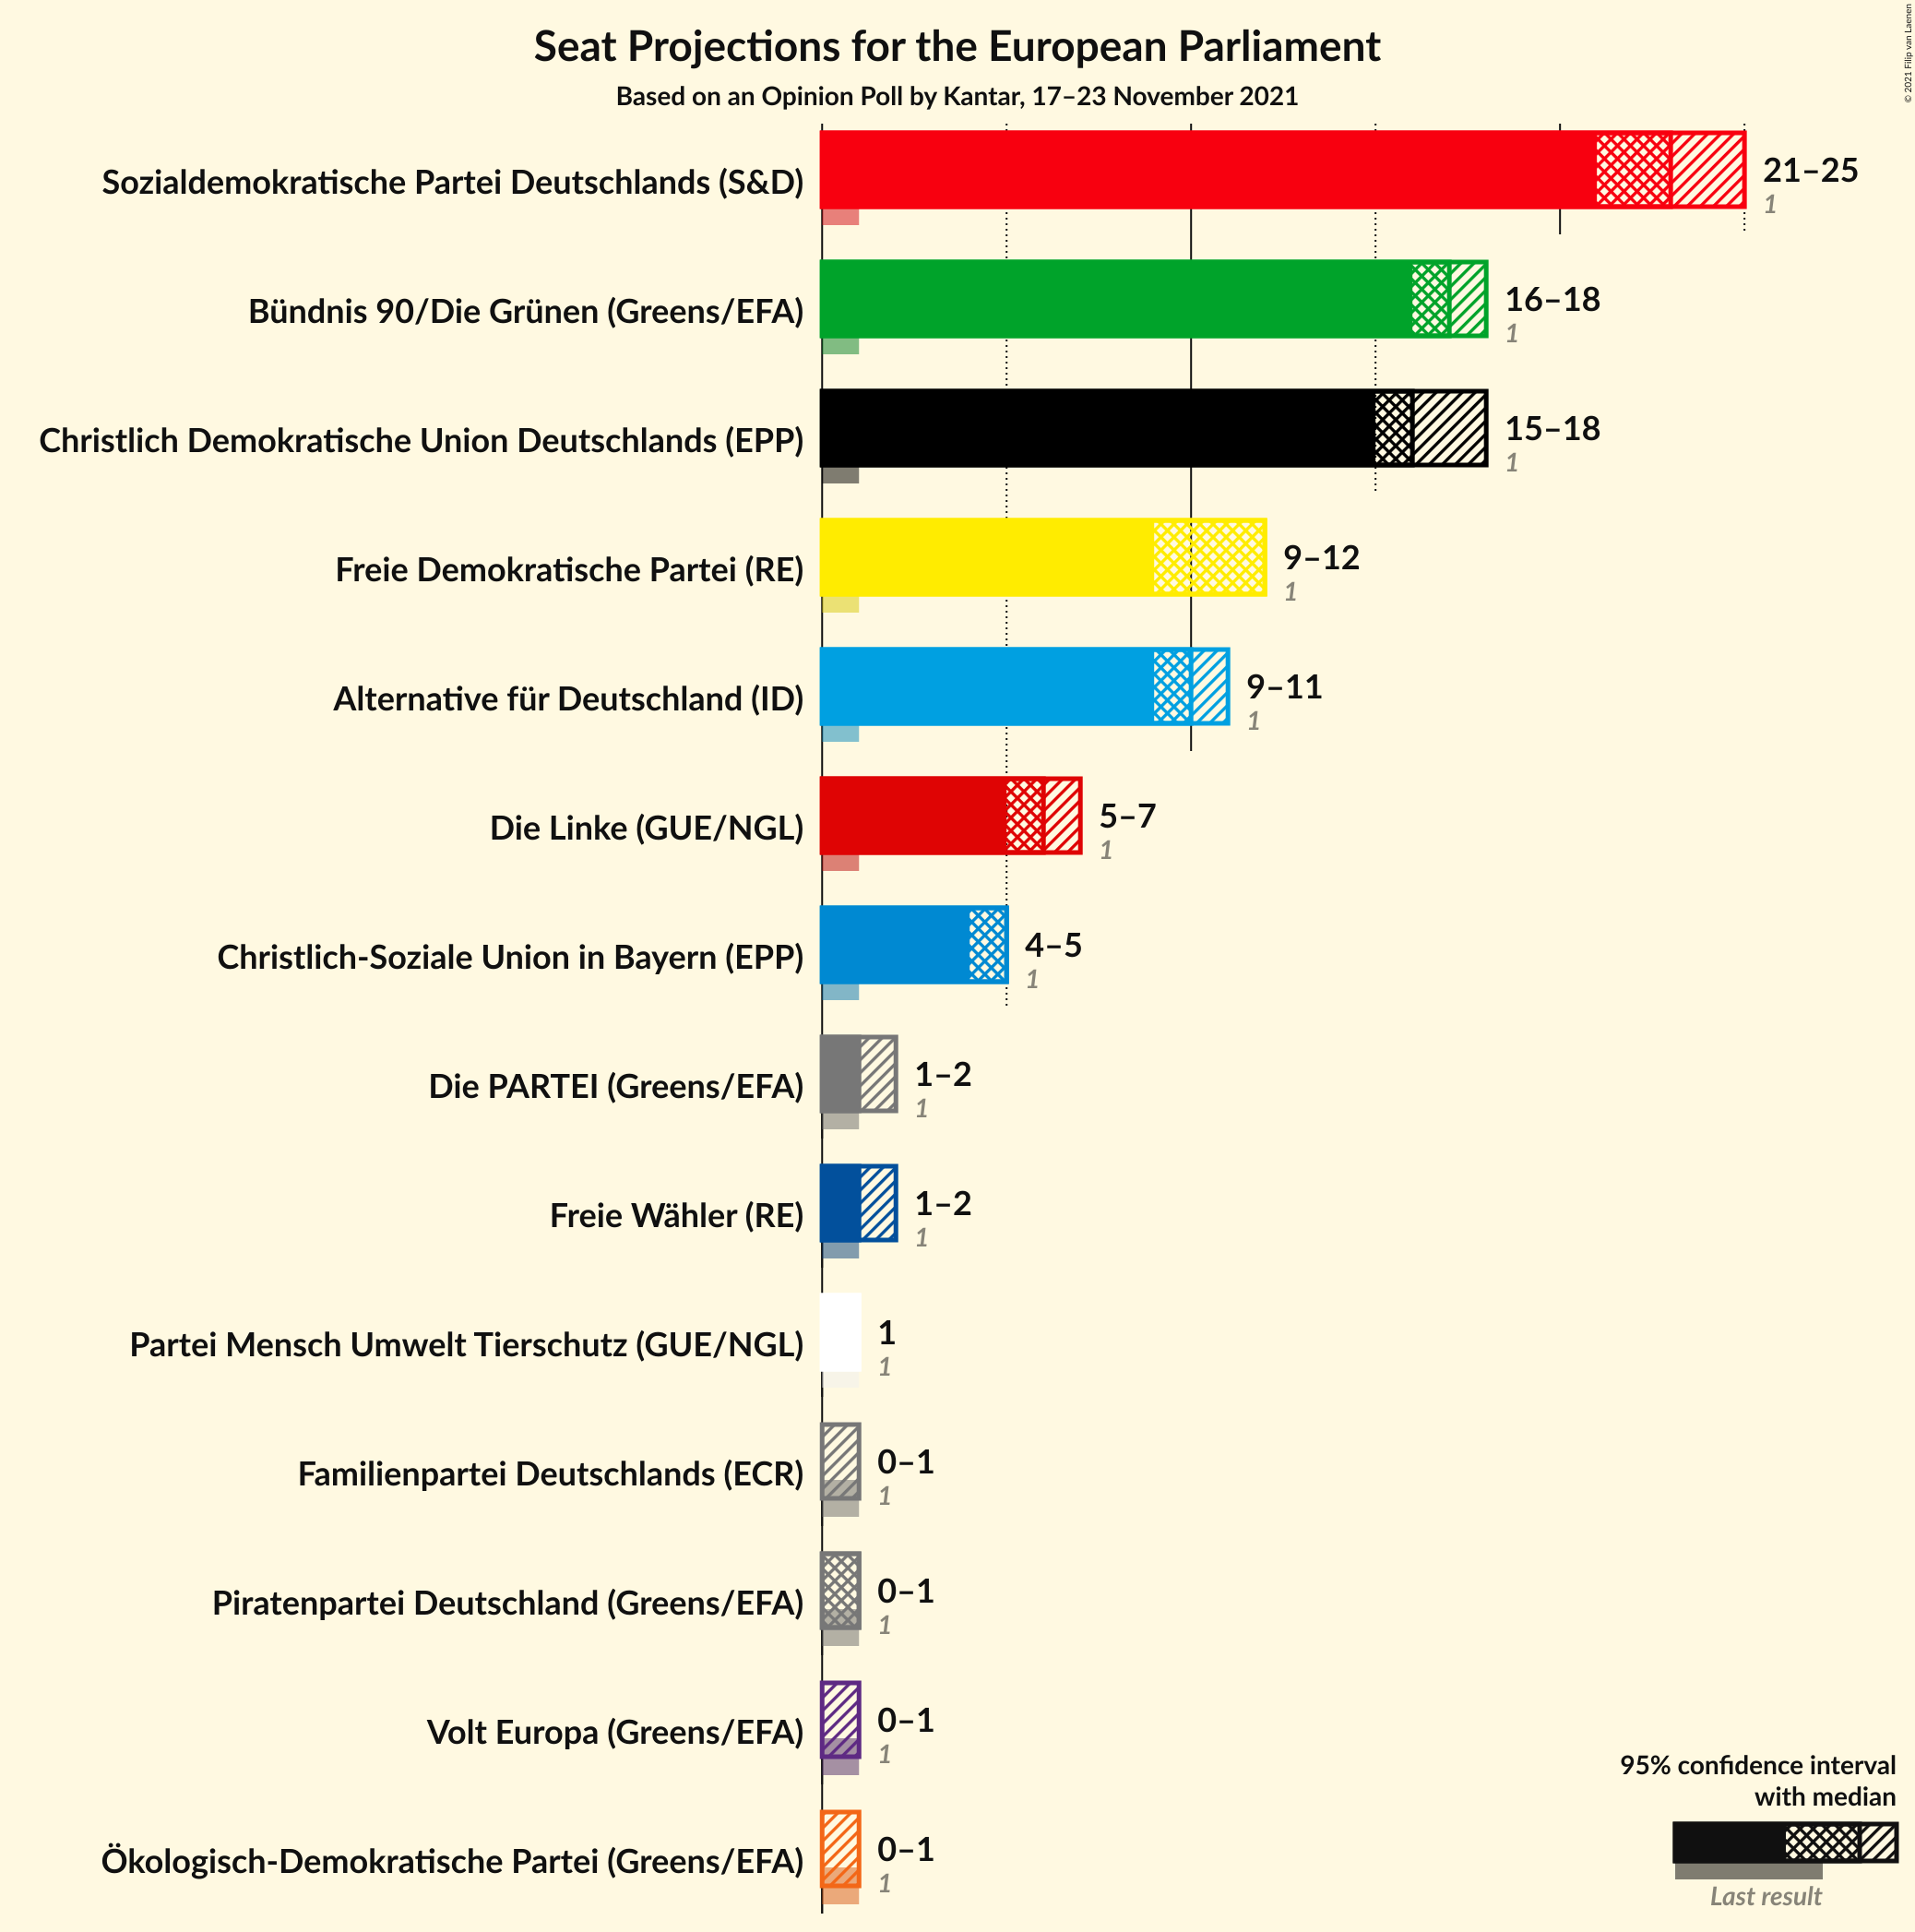 Seat Projections for the European Parliament
Based on an Opinion Poll by Kantar, 17–23 November 2021
© 2021 Filip van Laenen
Sozialdemokratische Partei Deutschlands (S&D)
21–25
1
Bündnis 90/Die Grünen (Greens/EFA)
16–18
1
Christlich Demokratische Union Deutschlands (EPP)
15–18
1
Freie Demokratische Partei (RE)
9–12
1
Alternative für Deutschland (ID)
9–11
1
Die Linke (GUE/NGL)
5–7
1
Christlich-Soziale Union in Bayern (EPP)
4–5
1
Die PARTEI (Greens/EFA)
1–2
1
Freie Wähler (RE)
1–2
1
Partei Mensch Umwelt Tierschutz (GUE/NGL)
1
1
Familienpartei Deutschlands (ECR)
0–1
1
Piratenpartei Deutschland (Greens/EFA)
0–1
1
Volt Europa (Greens/EFA)
0–1
1
Ökologisch-Demokratische Partei (Greens/EFA)
0–1
1
95% confidence interval
with median
Last result